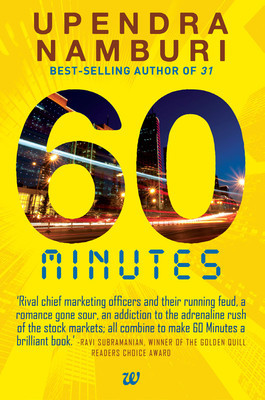 UPENDRA
NAMBURI
BEST-SELLING AUTHOR OF 31
60
MINUTES
‘Rival chief marketing officers and their running feud, a
romance gone sour, an addiction to the adrenaline rush
of the stock markets; all combine to make 60 Minutes a
brilliant book.’ -RAVI SUBRAMANIAN, WINNER OF THE GOLDEN QUILL
READERS CHOICE AWARD
w